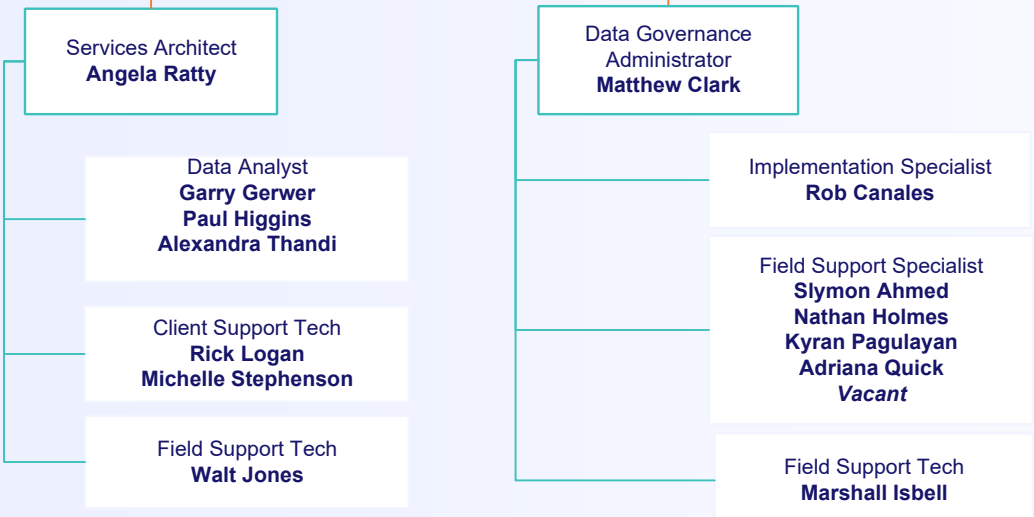 Services Architect
Angela Ratty
Data Analyst
Garry Gerwer
Paul Higgins
Alexandra Thandi
Client Support Tech
Rick Logan
Michelle Stephenson
Field Support Tech
Walt Jones
Data Governance
Administrator
Matthew Clark
Implementation Specialist
Rob Canales
Field Support Specialist
Slymon Ahmed
Nathan Holmes
Kyran Pagulayan
Adriana Quick
Vacant
Field Support Tech
Marshall Isbell